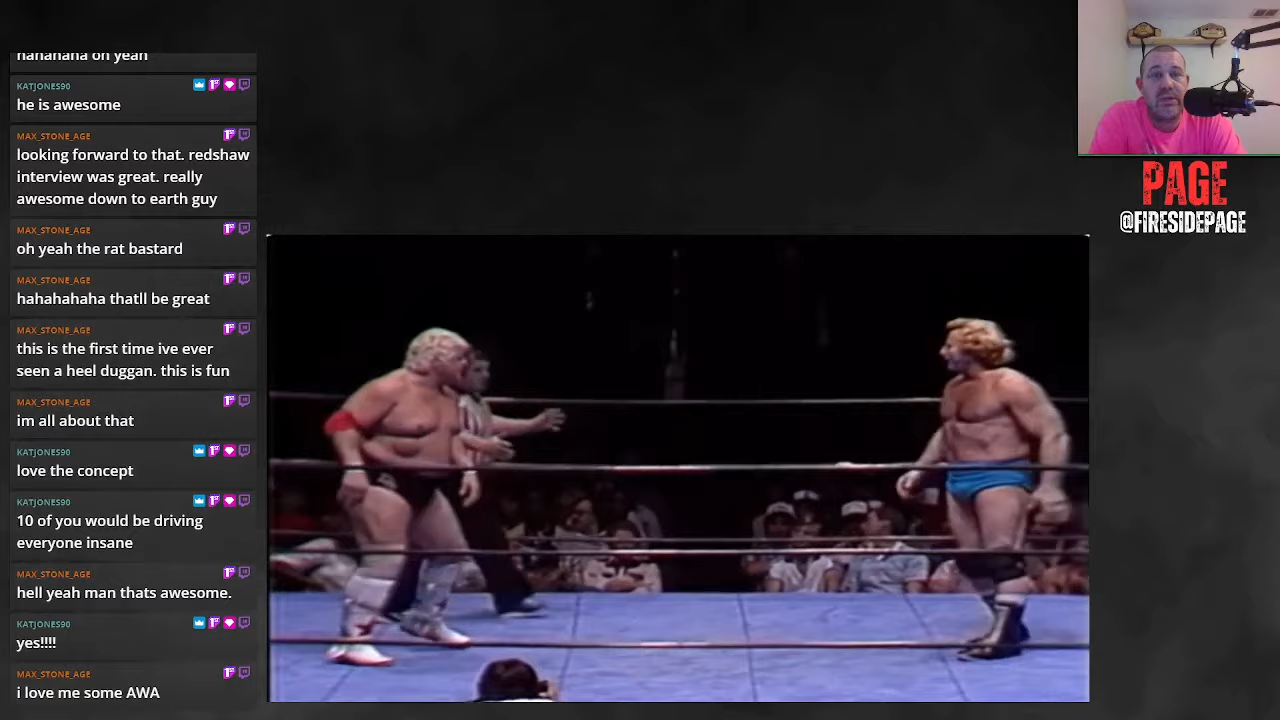 hahahaha oh yeah
KATJONES90
he is awesome
MAX_STONE_AGE
looking forward to that. redshaw
interview was great. really
awesome down to earth guy
MAX_STONE_AGE
oh yeah the rat bastard
MAX_STONE_AGE
hahahahaha thatll be great
MAX_STONE_AGE
this is the first time ive ever
seen a heel duggan. this is fun
MAX_STONE_AGE
im all about that
KATJONES90
love the concept
KATJONES90
10 of you would be driving
everyone insane
MAX_STONE_AGE
hell yeah man thats awesome.
KATJONES90
yes!!!!
MAX_STONE_AGE
i love me some AWA
PAGE
@FIRESIDEPAGE